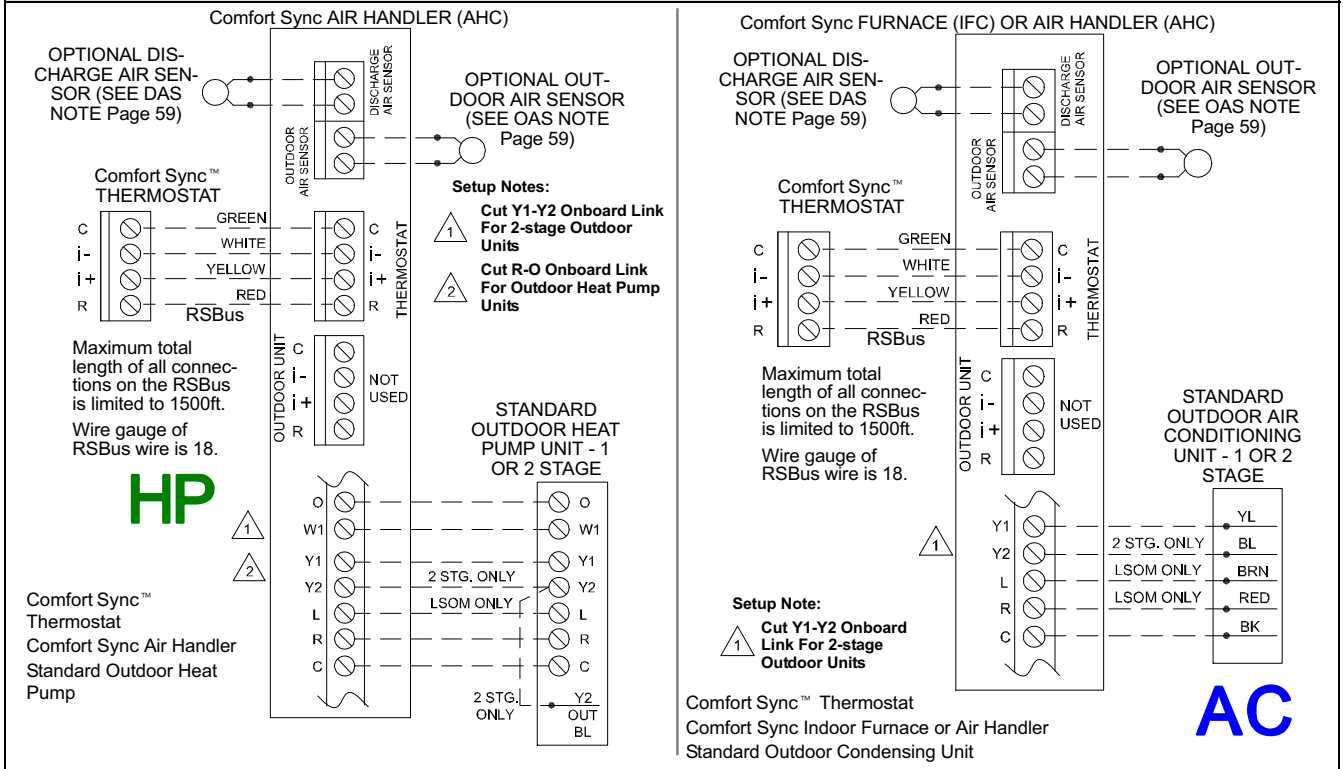 Comfort Sync AIR HANDLER (AHC)
OPTIONAL DIS-
CHARGE AIR SEN-
SOR (SEE DAS
NOTE Page 59)
DISCHARGE
AIR SENSOR
OPTIONAL OUT-
DOOR AIR SENSOR
(SEE OAS NOTE
Page 59)
OUTDOOR
AIR SENSOR
Comfort Sync™
THERMOSTAT
C
i-
i+
R
GREEN
WHITE
YELLOW
RED
RSBus
C
i-
i+
R
THERMOSTAT
Setup Notes:
1
Cut Y1-Y2 Onboard Link
For 2-stage Outdoor
Units
2
Cut R-O Onboard Link
For Outdoor Heat Pump
Units
Maximum total
length of all connec-
tions on the RSBus
is limited to 1500ft.
Wire gauge of
RSBus wire is 18.
OUTDOOR UNIT
C
i-
i+
R
NOT
USED
HP
STANDARD
OUTDOOR HEAT
PUMP UNIT - 1
OR 2 STAGE
1
2
O
W1
Y1
Y2
L
R
C
2 STG. ONLY
LSOM ONLY
O
W1
Y1
Y2
L
R
C
2 STG.
ONLY
Y2
OUT
BL
Comfort Sync™
Thermostat
Comfort Sync Air Handler
Standard Outdoor Heat
Pump
Comfort Sync FURNACE (IFC) OR AIR HANDLER (AHC)
OPTIONAL DIS-
CHARGE AIR SEN-
SOR (SEE DAS
NOTE Page 59)
DISCHARGE
AIR SENSOR
OPTIONAL OUT-
DOOR AIR SENSOR
(SEE OAS NOTE
Page 59)
OUTDOOR
AIR SENSOR
Comfort Sync™
THERMOSTAT
C
i-
i+
R
GREEN
WHITE
YELLOW
RED
RSBus
C
i-
i+
R
THERMOSTAT
Maximum total
length of all connec-
tions on the RSBus
is limited to 1500ft.
Wire gauge of
RSBus wire is 18.
OUTDOOR UNIT
C
i-
i+
R
NOT
USED
STANDARD
OUTDOOR AIR
CONDITIONING
UNIT - 1 OR 2
STAGE
1
Y1
Y2
L
R
C
2 STG. ONLY
LSOM ONLY
LSOM ONLY
YL
BL
BRN
RED
BK
Setup Note:
1
Cut Y1-Y2 Onboard
Link For 2-stage
Outdoor Units
Comfort Sync™ Thermostat
Comfort Sync Indoor Furnace or Air Handler
Standard Outdoor Condensing Unit
AC